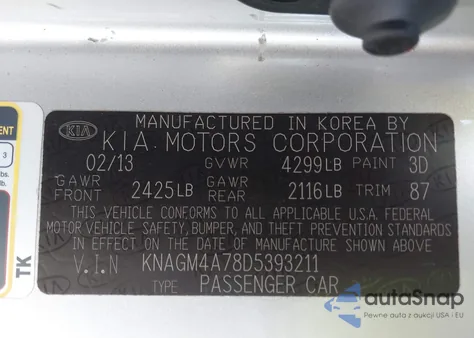 MANUFACTURED IN KOREA BY
KIA KIA MOTORS CORPORATION
02/13 GVWR 4299LB PAINT 3D
GAWR FRONT 2425LB GAWR REAR 2116LB TRIM 87
THIS VEHICLE CONFORMS TO ALL APPLICABLE U.S.A. FEDERAL
MOTOR VEHICLE SAFETY, BUMPER, AND THEFT PREVENTION STANDARDS
IN EFFECT ON THE DATE OF MANUFACTURE SHOWN ABOVE
V.I.N KNAGM4A78D5393211
TYPE PASSENGER CAR
ENT
3
TK
autoSnap
Pewne auta z aukcji USA i EU